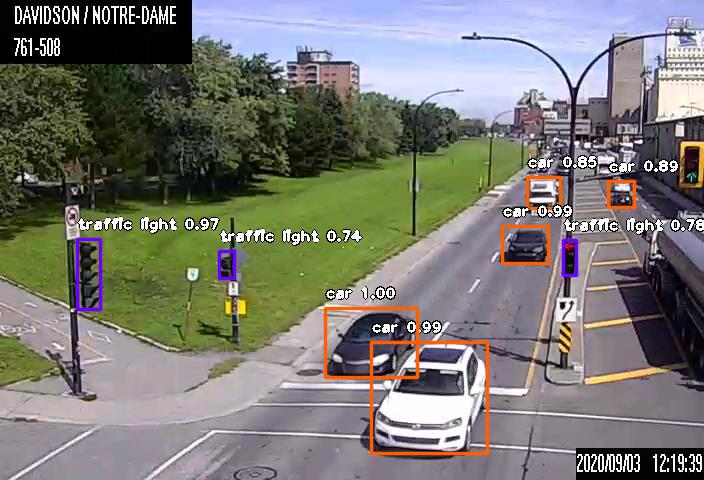 DAVIDSON / NOTRE-DAME
761-508
car 0.85
car 0.89
car 0.99
traffic light 0.97
traffic light 0.74
traffic light 0.78
car 1.00
car 0.99
2020/09/03 12:19:39